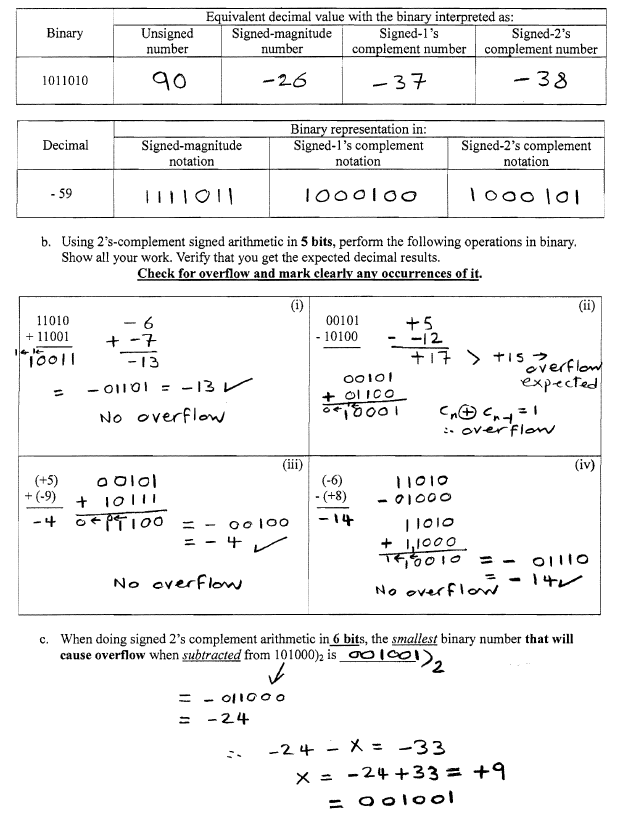 Equivalent decimal value with the binary interpreted as:
Binary Unsigned number Signed-magnitude number Signed-1's complement number Signed-2's complement number
1011010 90 -26 -37 -38
Binary representation in:
Decimal Signed-magnitude notation Signed-1's complement notation Signed-2's complement notation
- 59 1111011 1000100 1000101
b. Using 2's-complement signed arithmetic in 5 bits, perform the following operations in binary.
Show all your work. Verify that you get the expected decimal results.
Check for overflow and mark clearly any occurrences of it.
(i)
11010 - 6
+ 11001 + -7
1←1← 10011 -13
= - 01101 = -13 ✓
No overflow
(ii)
00101 +5
- 10100 - -12
+17 > +15 → overflow expected
00101
+ 01100
0←1← 10001 Cn ⊕ Cn-1 = 1
∴ overflow
(iii)
(+5) 00101
+ (-9) + 10111
-4 0←0← 11100 = - 00100
= - 4 ✓
No overflow
(iv)
(-6) 11010
- (+8) - 01000
-14 11010
+ 11000
1←1← 10010 = - 01110
= - 14 ✓
No overflow
c. When doing signed 2's complement arithmetic in 6 bits, the smallest binary number that will
cause overflow when subtracted from 101000)2 is 001001)2
= - 011000
= -24
∴ -24 - X = -33
X = -24+33 = +9
= 001001